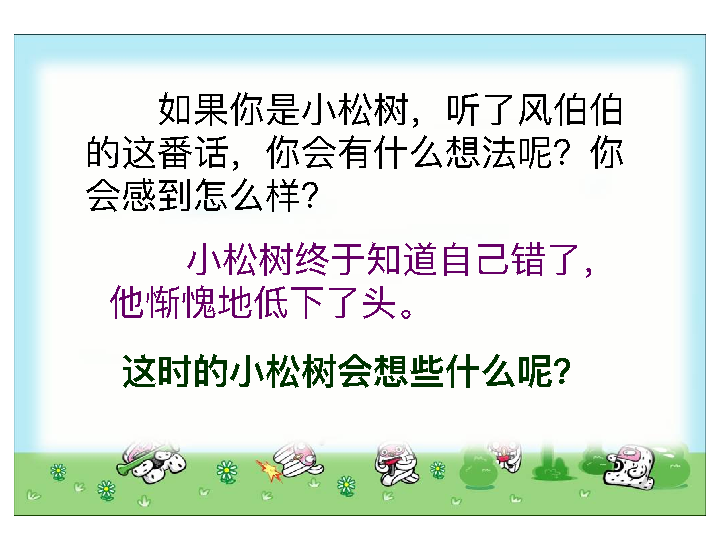 如果你是小松树，听了风伯伯
的这番话，你会有什么想法呢？你
会感到怎么样？
小松树终于知道自己错了，
他惭愧地低下了头。
这时的小松树会想些什么呢？